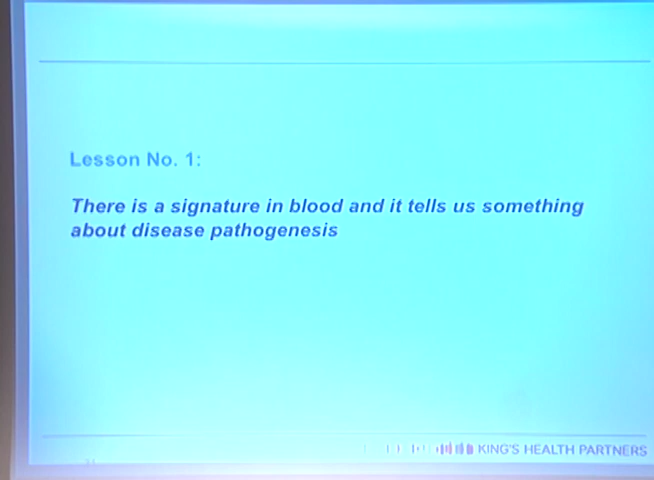 Lesson No. 1:
There is a signature in blood and it tells us something
about disease pathogenesis
KING'S HEALTH PARTNERS